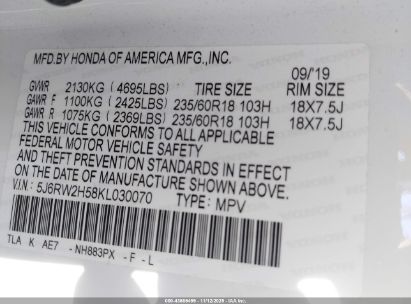 MFD.BY HONDA OF AMERICA MFG.,INC.
09/'19
GVWR 2130KG (4695LBS) TIRE SIZE RIM SIZE
GAWR F 1100KG (2425LBS) 235/60R18 103H 18X7.5J
GAWR R 1075KG (2369LBS) 235/60R18 103H 18X7.5J
THIS VEHICLE CONFORMS TO ALL APPLICABLE
FEDERAL MOTOR VEHICLE SAFETY
AND THEFT PREVENTION STANDARDS IN EFFECT
ON THE DATE OF MANUFACTURE SHOWN ABOVE.
V.I.N.: 5J6RW2H58KL030070 TYPE: MPV
TLA K AE7 -NH883PX -F -L